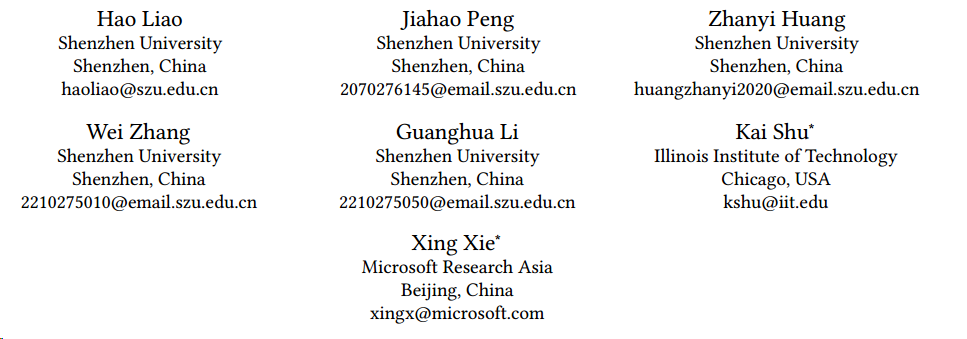 Hao Liao
Shenzhen University
Shenzhen, China
haoliao@szu.edu.cn
Jiahao Peng
Shenzhen University
Shenzhen, China
2070276145@email.szu.edu.cn
Zhanyi Huang
Shenzhen University
Shenzhen, China
huangzhanyi2020@email.szu.edu.cn
Wei Zhang
Shenzhen University
Shenzhen, China
2210275010@email.szu.edu.cn
Guanghua Li
Shenzhen University
Shenzhen, China
2210275050@email.szu.edu.cn
Kai Shu*
Illinois Institute of Technology
Chicago, USA
kshu@iit.edu
Xing Xie*
Microsoft Research Asia
Beijing, China
xingx@microsoft.com